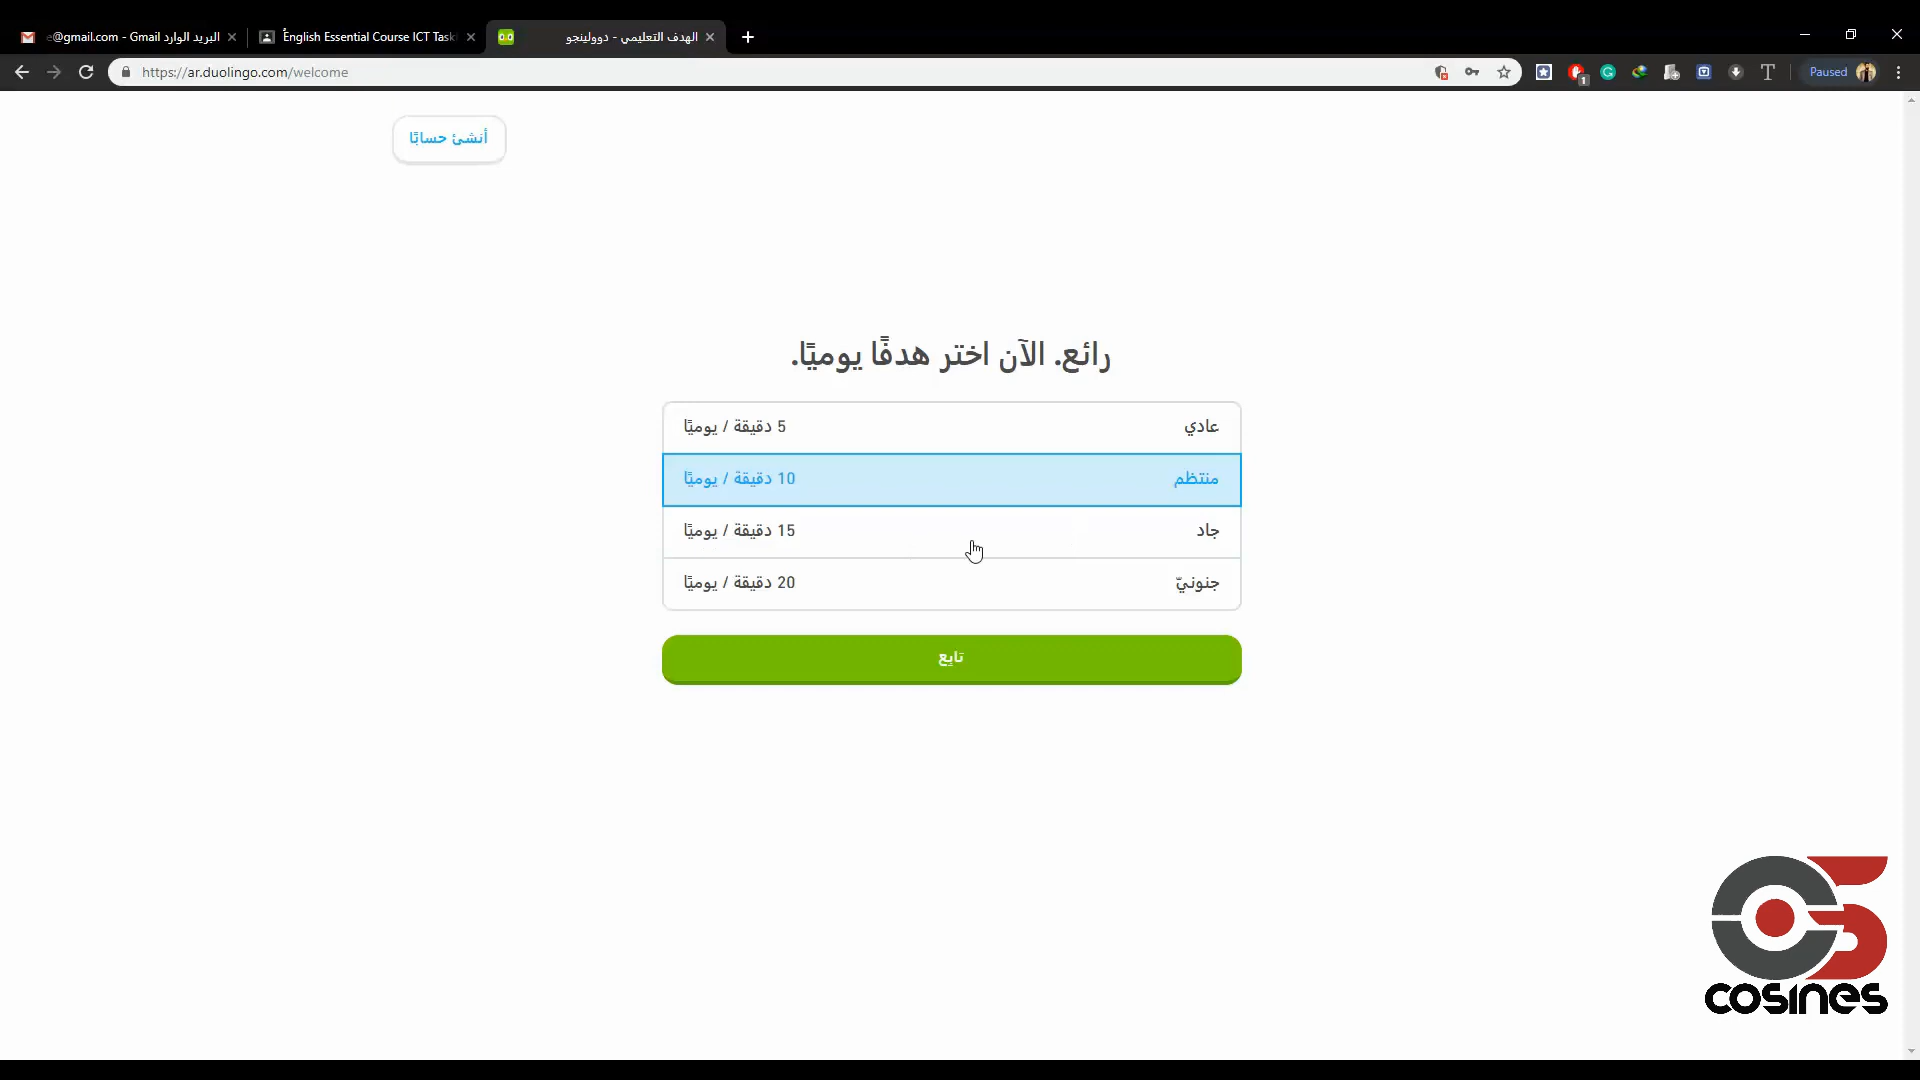 e@gmail.com - Gmail البريد الوارد
English Essential Course ICT Task
الهدف التعليمي - دوولينجو
https://ar.duolingo.com/welcome
1
Paused
أنشئ حسابًا
رائع. الآن اختر هدفًا يوميًا.
عادي 5 دقيقة / يوميًا
منتظم 10 دقيقة / يوميًا
جاد 15 دقيقة / يوميًا
جنونيّ 20 دقيقة / يوميًا
تابِع
cosines